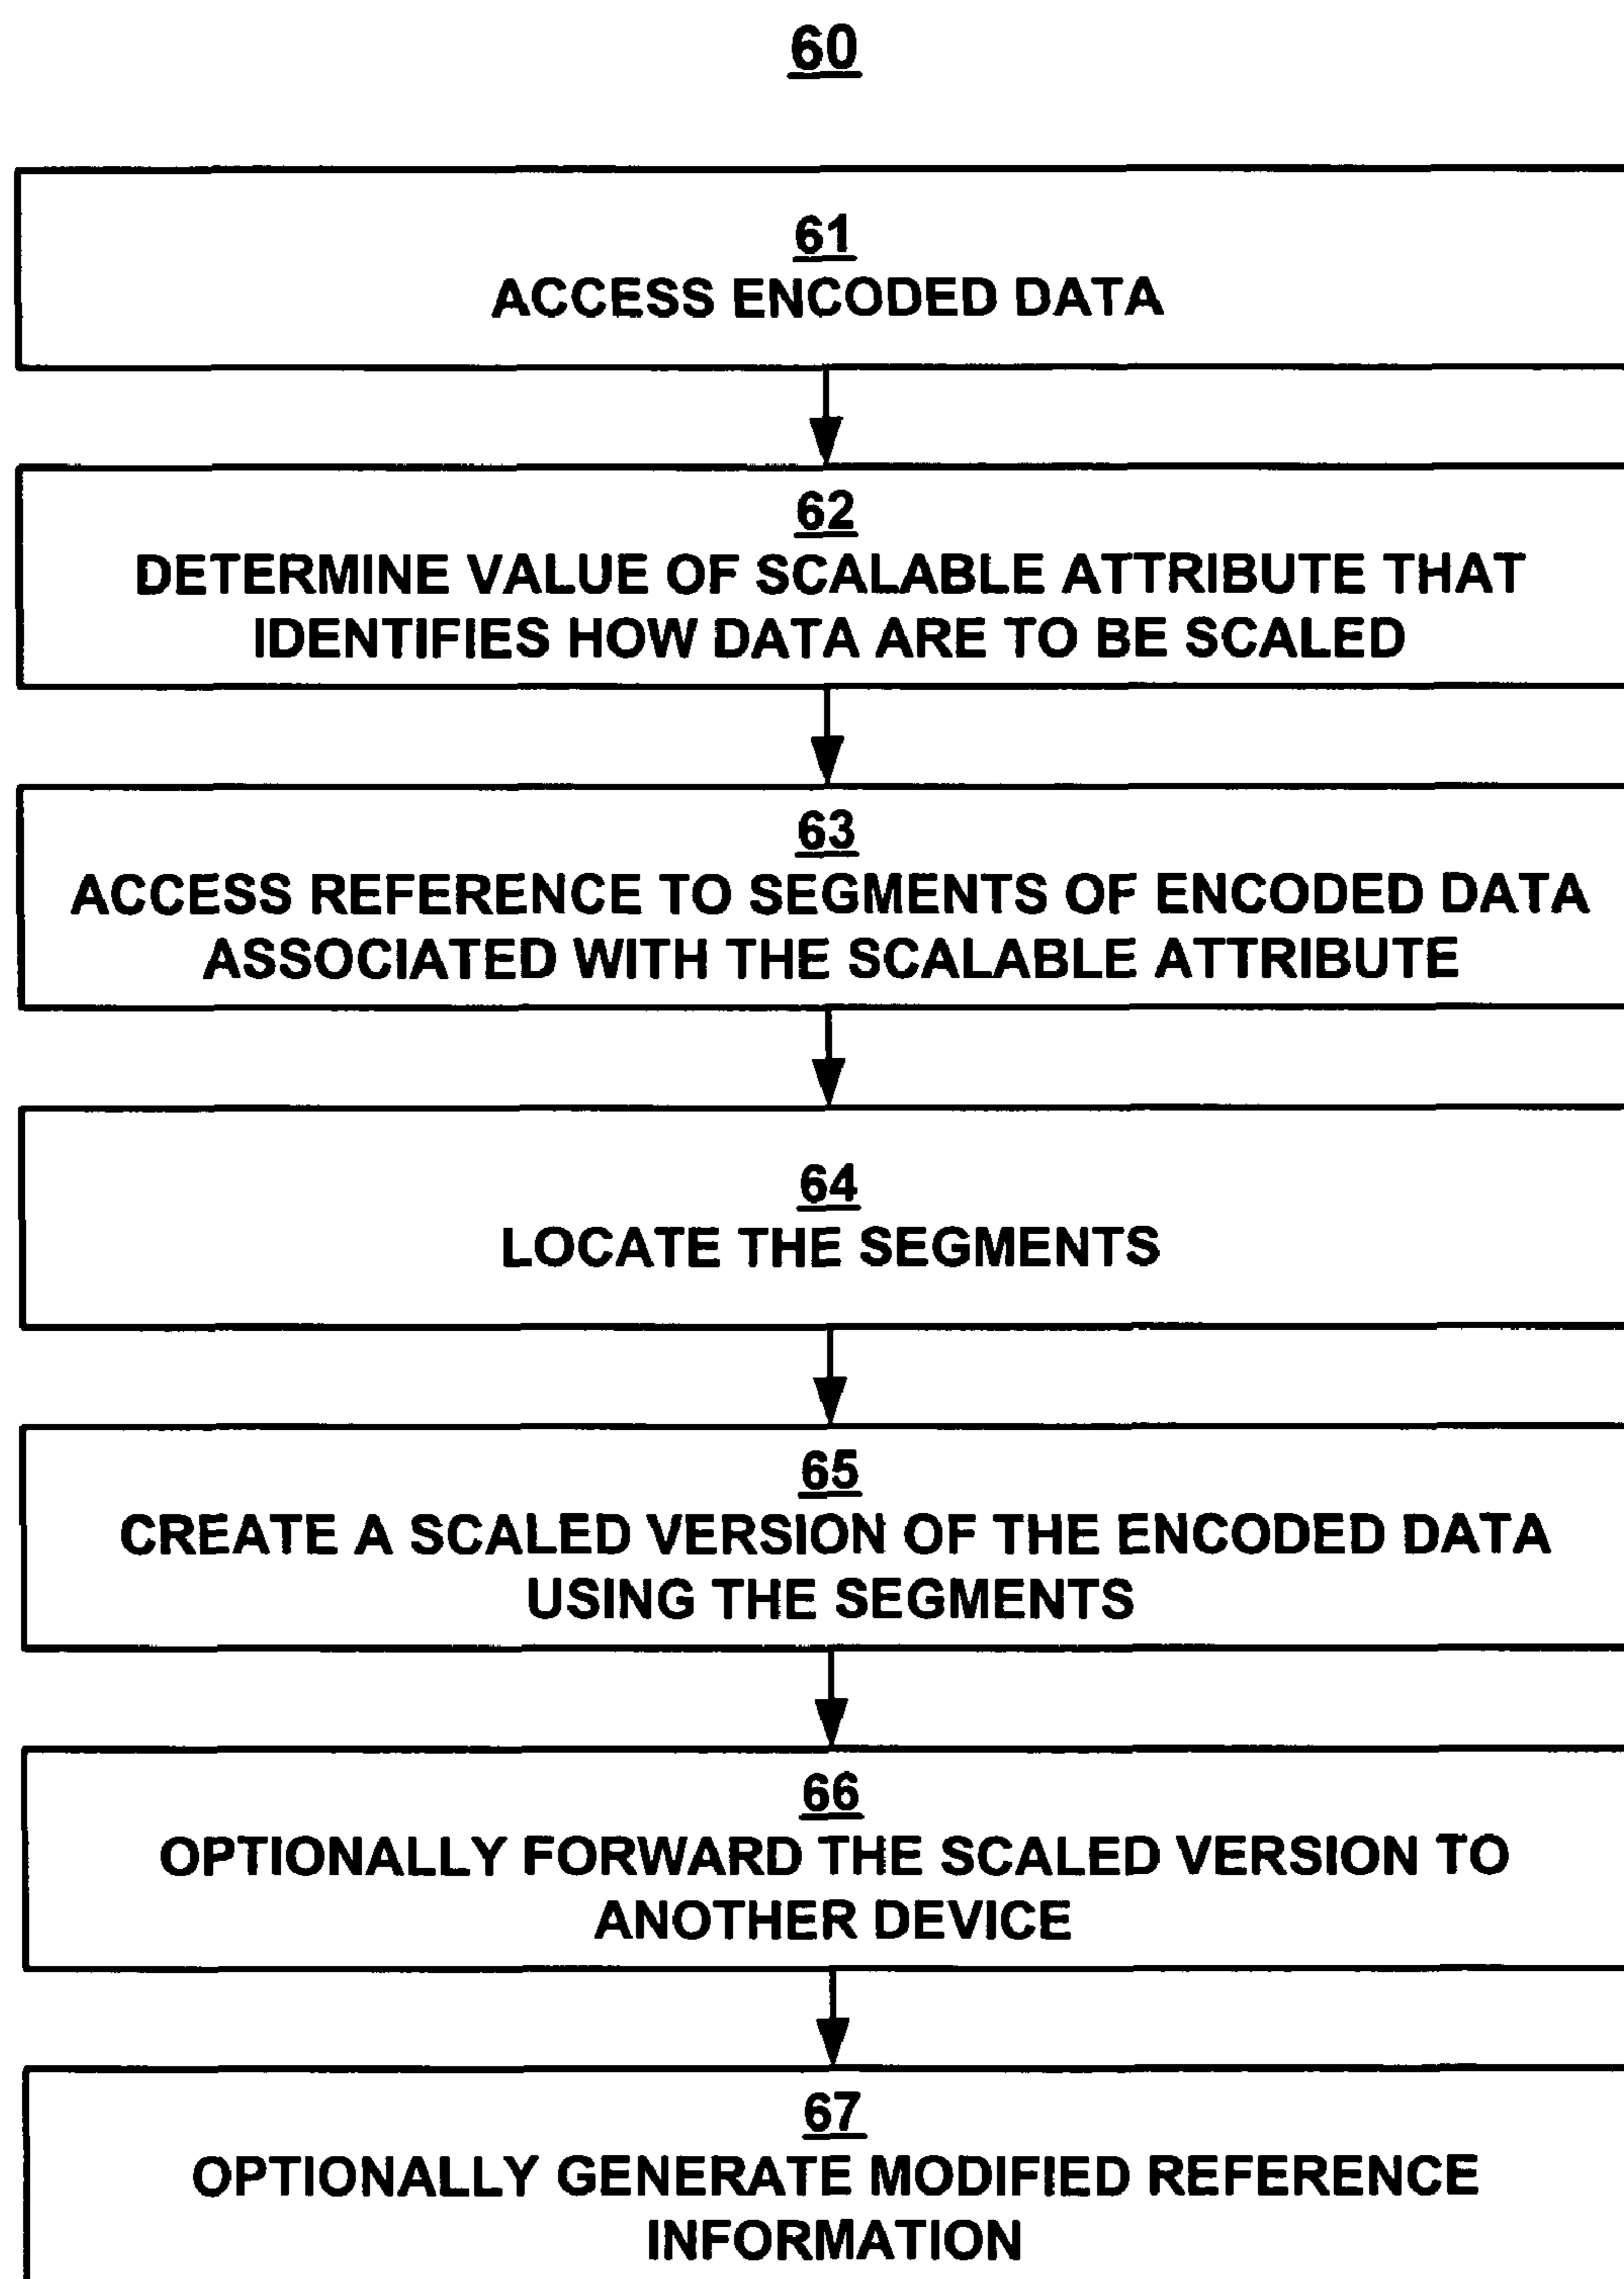 60
61
ACCESS ENCODED DATA
62
DETERMINE VALUE OF SCALABLE ATTRIBUTE THAT
IDENTIFIES HOW DATA ARE TO BE SCALED
63
ACCESS REFERENCE TO SEGMENTS OF ENCODED DATA
ASSOCIATED WITH THE SCALABLE ATTRIBUTE
64
LOCATE THE SEGMENTS
65
CREATE A SCALED VERSION OF THE ENCODED DATA
USING THE SEGMENTS
66
OPTIONALLY FORWARD THE SCALED VERSION TO
ANOTHER DEVICE
67
OPTIONALLY GENERATE MODIFIED REFERENCE
INFORMATION